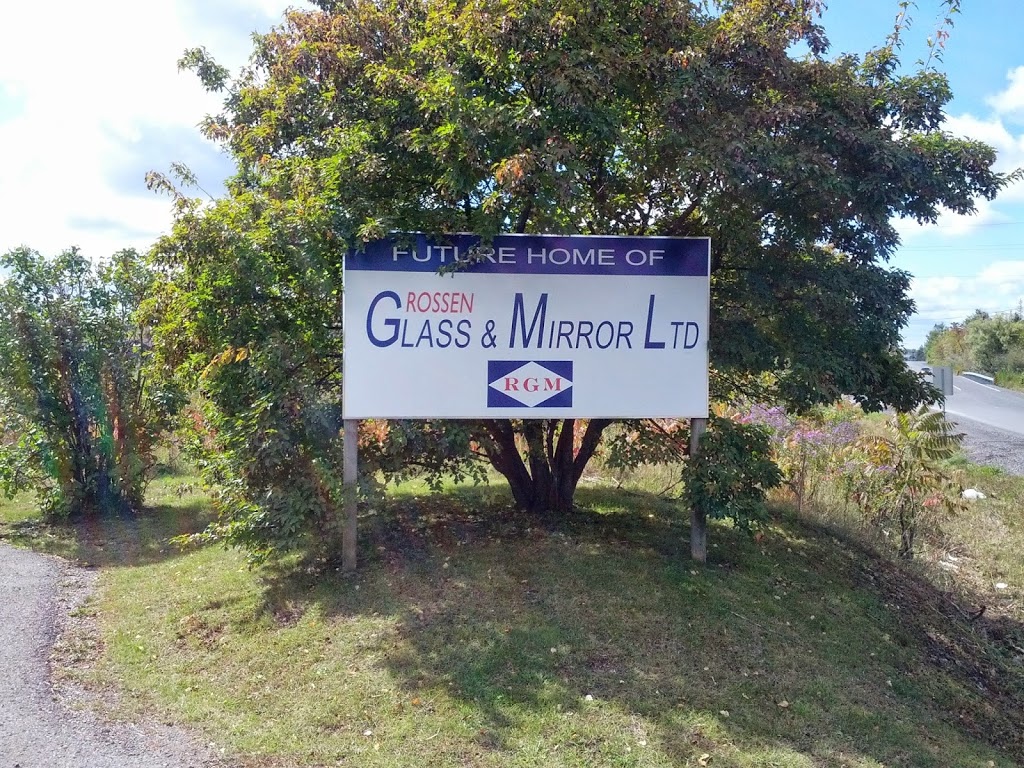 FUTURE HOME OF
ROSSEN
GLASS & MIRROR LTD
RGM